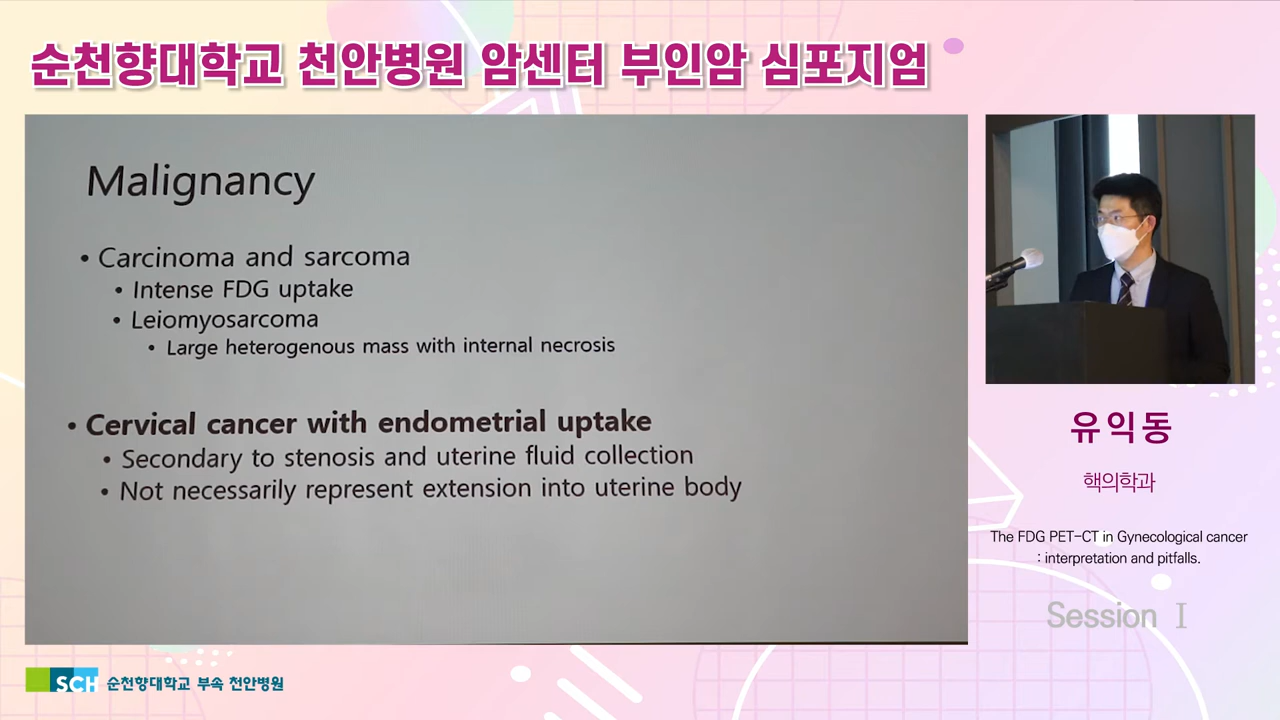 순천향대학교 천안병원 암센터 부인암 심포지엄
Malignancy
• Carcinoma and sarcoma
• Intense FDG uptake
• Leiomyosarcoma
• Large heterogenous mass with internal necrosis
• Cervical cancer with endometrial uptake
• Secondary to stenosis and uterine fluid collection
• Not necessarily represent extension into uterine body
유익동
핵의학과
The FDG PET-CT in Gynecological cancer
: interpretation and pitfalls.
Session Ⅰ
SCH 순천향대학교 부속 천안병원